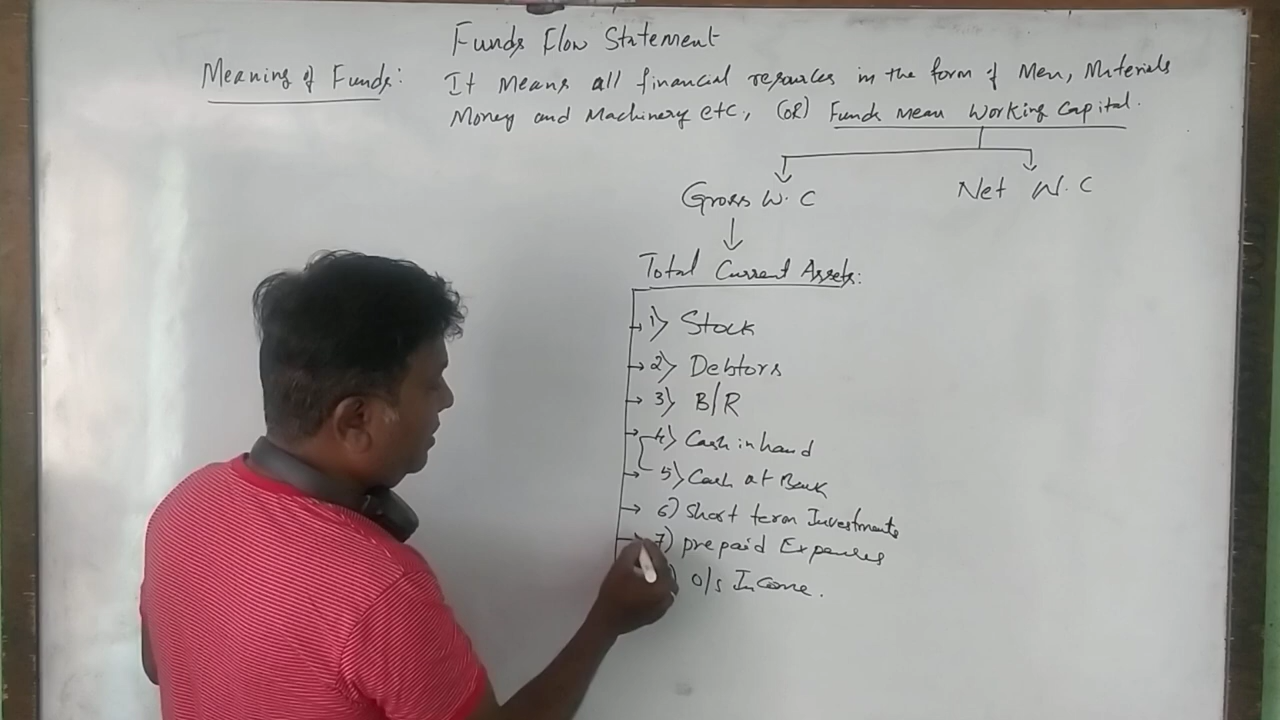 Funds Flow Statement
Meaning of Funds: It Means all financial resources in the form of Men, Materials
Money and Machinery etc, (OR) Funds mean Working Capital.
Gross W.C
Net W.C
Total Current Assets:
1) Stock
2) Debtors
3) B/R
4) Cash in hand
5) Cash at Bank
6) Short term Investments
7) prepaid Expenses
) O/s Income.